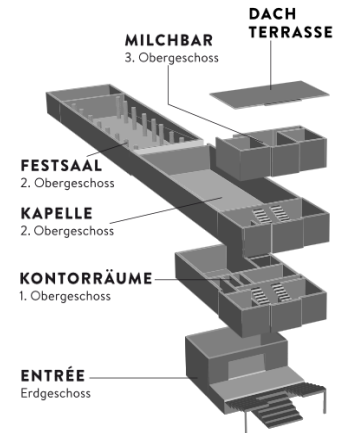 DACH
TERRASSE
MILCHBAR
3. Obergeschoss
FESTSAAL
2. Obergeschoss
KAPELLE
2. Obergeschoss
KONTORRÄUME
1. Obergeschoss
ENTRÉE
Erdgeschoss